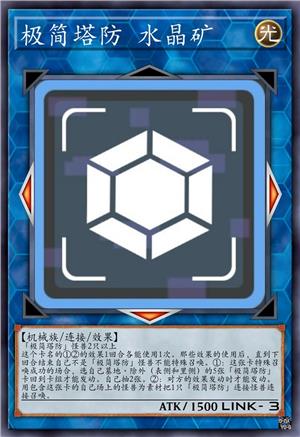 极简塔防 水晶矿
光
【机械族/连接/效果】
「极简塔防」怪兽2只以上
这个卡名的①②的效果1回合各能使用1次，那些效果的使用后，直到下
回合结束自己不是「极简塔防」怪兽不能特殊召唤。①：这张卡特殊召
唤成功的场合，选自己墓地·除外（表侧和里侧）的5张「极简塔防」
卡回到卡组才能发动。自己抽2张。②：对方的效果发动时才能发动。
用包含这张卡的自己场上的怪兽为素材把1只「极简塔防」连接怪兽连
接召唤。
ATK/1500 LINK-3